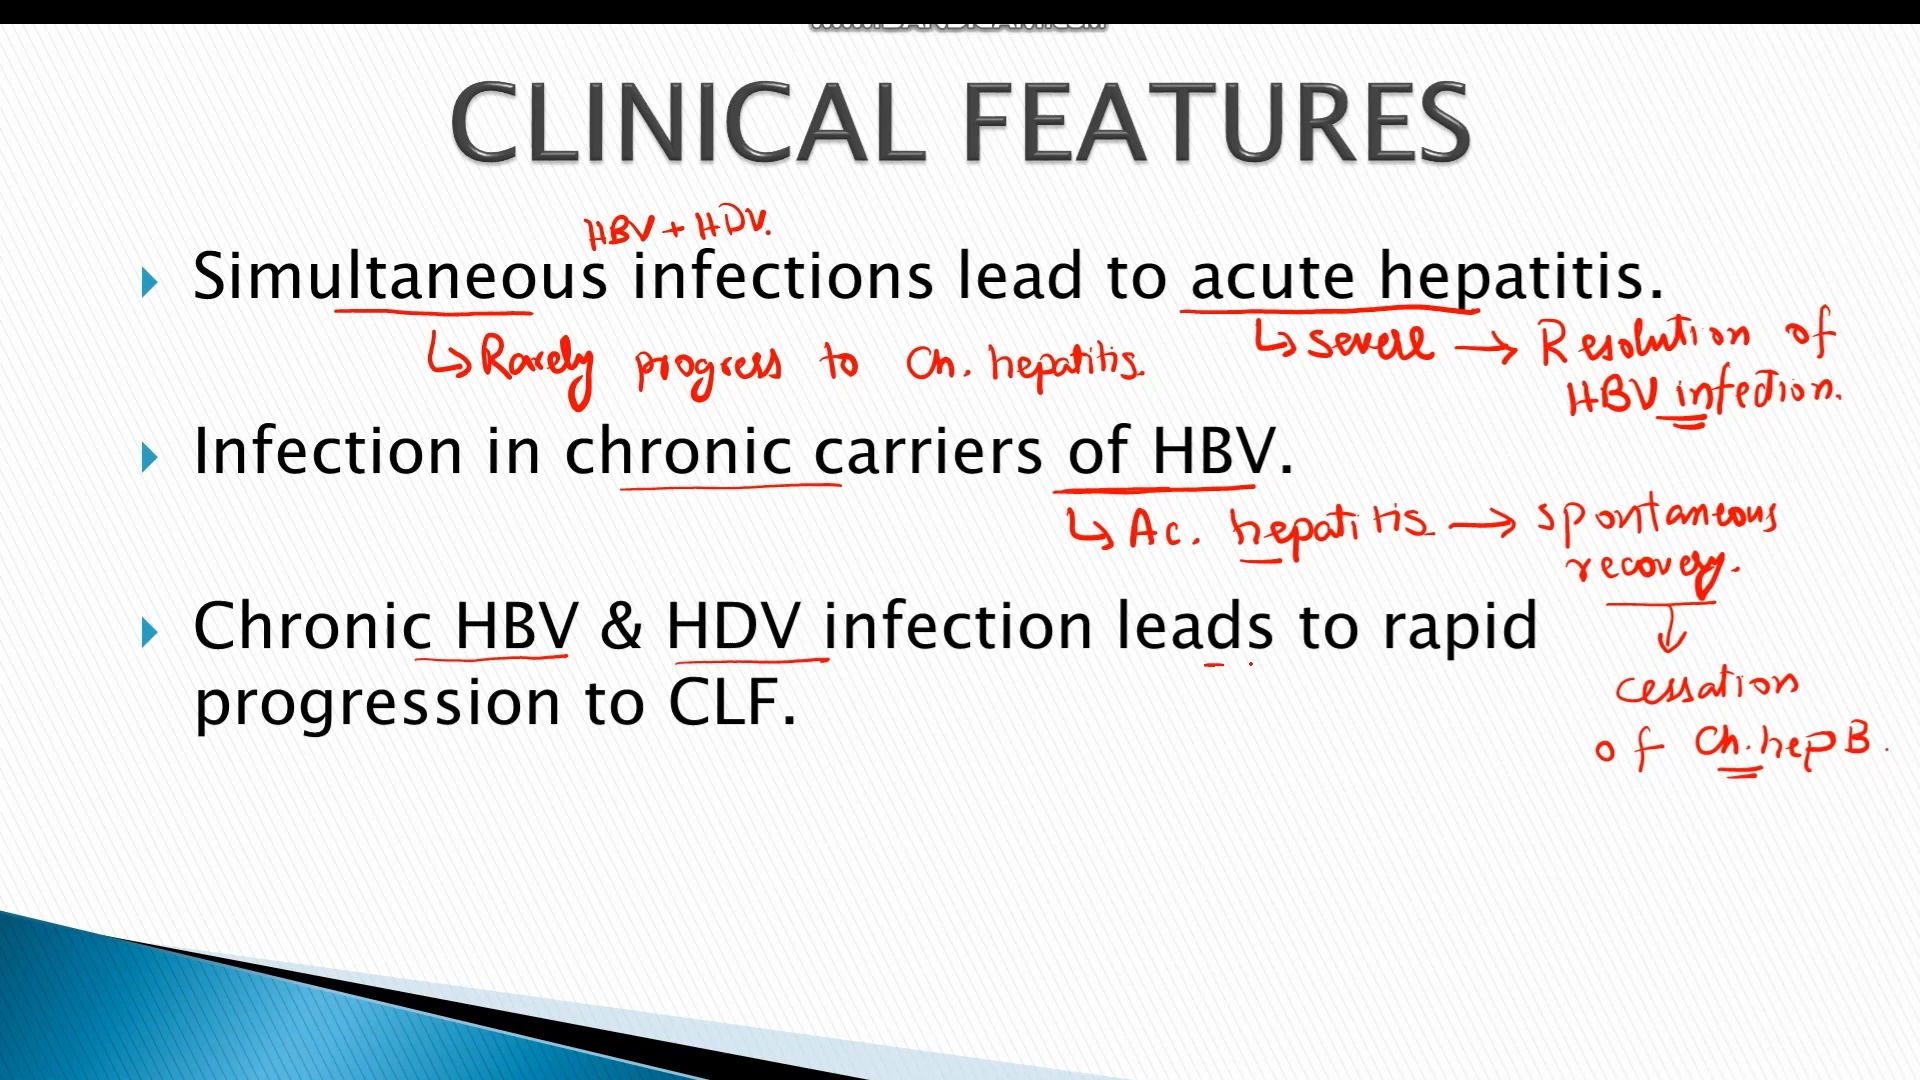 CLINICAL FEATURES
HBV + HDV.
Simultaneous infections lead to acute hepatitis.
↳ Rarely progress to Ch. hepatitis.
↳ severe → Resolution of
HBV infection.
Infection in chronic carriers of HBV.
↳ Ac. hepatitis → spontaneous
recovery.
↓
cessation
of Ch. hep B.
Chronic HBV & HDV infection leads to rapid
progression to CLF.